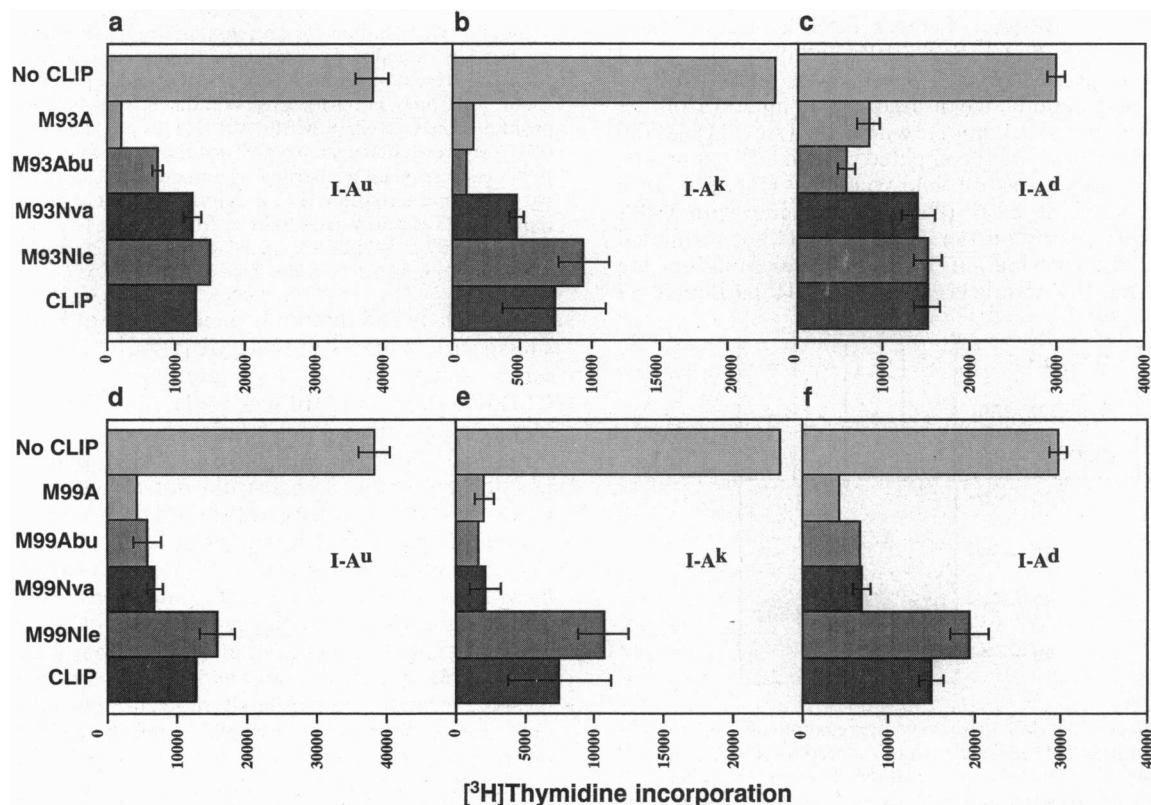 a
b
c
No CLIP
M93A
M93Abu
M93Nva
M93Nle
CLIP
I-Aᵘ
I-Aᵏ
I-Aᵈ
0 10000 20000 30000 40000
0 5000 10000 15000 20000
0 10000 20000 30000 40000
d
e
f
No CLIP
M99A
M99Abu
M99Nva
M99Nle
CLIP
I-Aᵘ
I-Aᵏ
I-Aᵈ
0 10000 20000 30000 40000
0 5000 10000 15000 20000
0 10000 20000 30000 40000
[³H]Thymidine incorporation